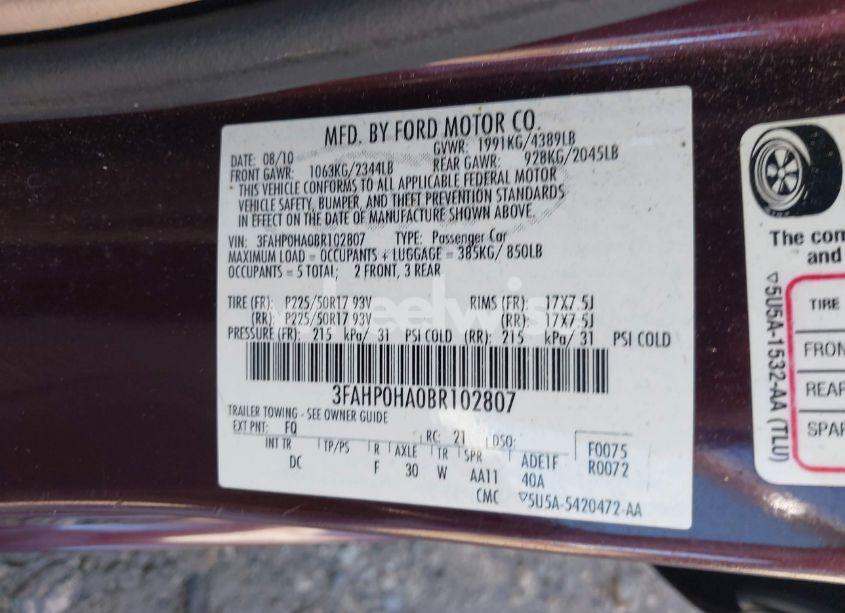 MFD. BY FORD MOTOR CO.
DATE: 08/10 GVWR: 1991KG/4389LB
FRONT GAWR: 1063KG/2344LB REAR GAWR: 928KG/2045LB
THIS VEHICLE CONFORMS TO ALL APPLICABLE FEDERAL MOTOR
VEHICLE SAFETY, BUMPER, AND THEFT PREVENTION STANDARDS
IN EFFECT ON THE DATE OF MANUFACTURE SHOWN ABOVE.
VIN: 3FAHP0HA0BR102807 TYPE: Passenger Car
MAXIMUM LOAD = OCCUPANTS + LUGGAGE = 385KG/ 850LB
OCCUPANTS = 5 TOTAL; 2 FRONT, 3 REAR
TIRE (FR): P225/50R17 93V RIMS (FR): 17X7.5J
(RR): P225/50R17 93V (RR): 17X7.5J
PRESSURE (FR): 215 kPa/ 31 PSI COLD (RR): 215 kPa/ 31 PSI COLD
3FAHP0HA0BR102807
TRAILER TOWING - SEE OWNER GUIDE
EXT PNT: FQ RC: 21 DSO: F0075
INT TR TP/PS R AXLE TR SPR ADE1F R0072
DC F 30 W AA11 40A
CMC ▽5U5A-5420472-AA
▽5U5A-1532-AA (TLU)
The com
and
TIRE
FRON
REAR
SPAR
wheelwise